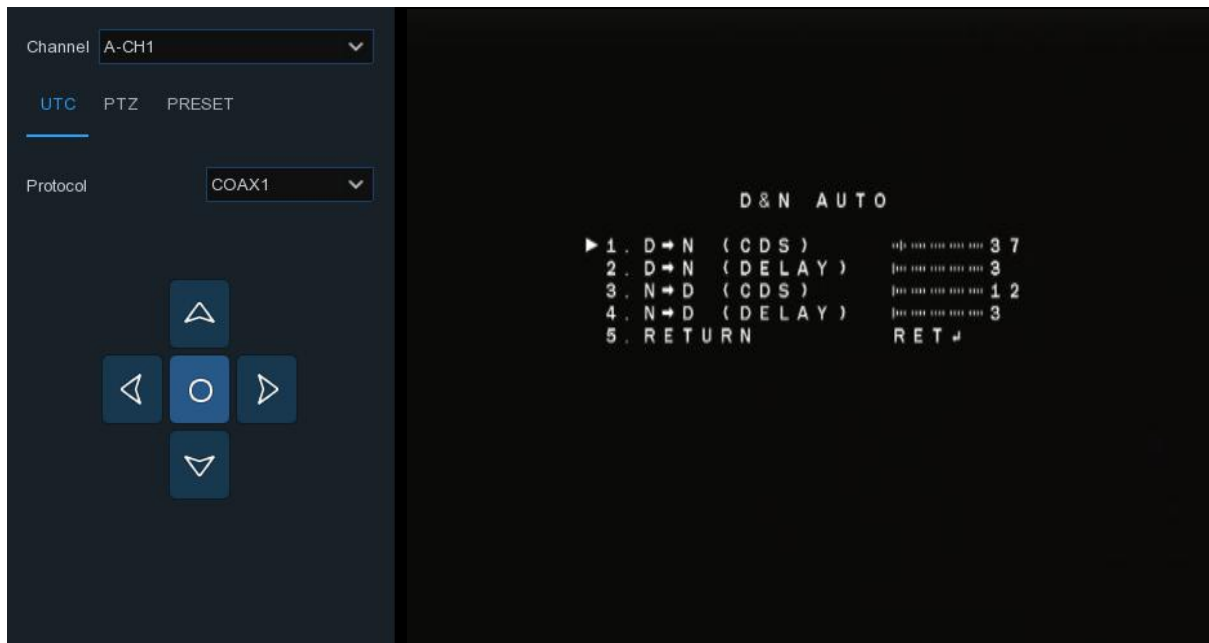 Channel A-CH1
UTC PTZ PRESET
Protocol COAX1
D&N AUTO
1. D→N (CDS) 37
2. D→N (DELAY) 3
3. N→D (CDS) 12
4. N→D (DELAY) 3
5. RETURN RET↲